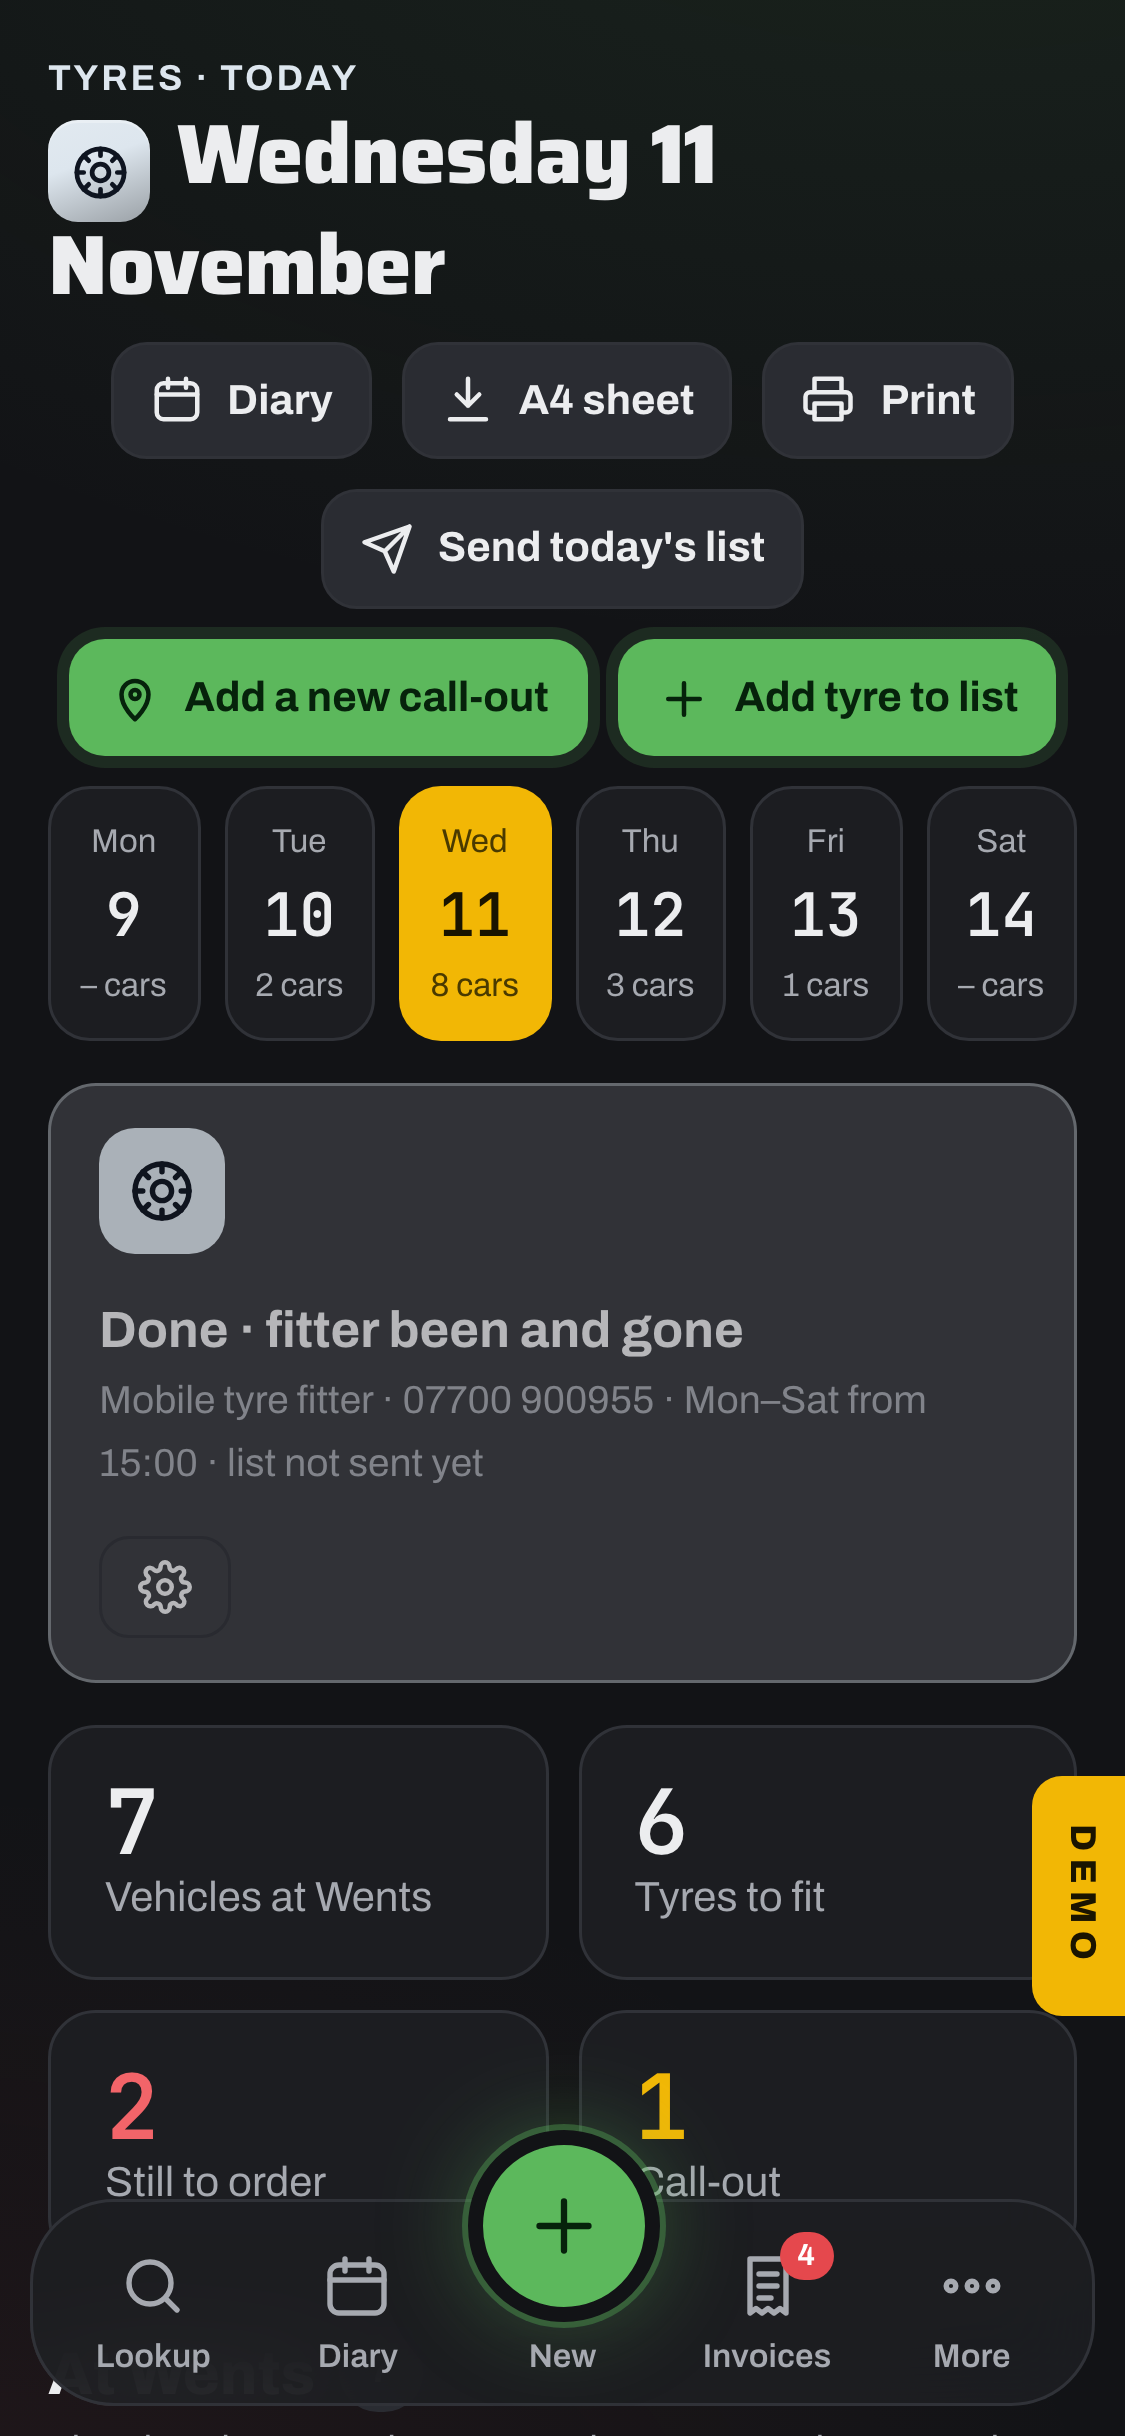 TYRES · TODAY
Wednesday 11
November
Diary
A4 sheet
Print
Send today's list
Add a new call-out
Add tyre to list
Mon
9
– cars
Tue
10
2 cars
Wed
11
8 cars
Thu
12
3 cars
Fri
13
1 cars
Sat
14
– cars
Done · fitter been and gone
Mobile tyre fitter · 07700 900955 · Mon–Sat from
15:00 · list not sent yet
7
Vehicles at Wents
6
Tyres to fit
DEMO
2
Still to order
1
Call-out
At Wents
Lookup
Diary
New
4
Invoices
More